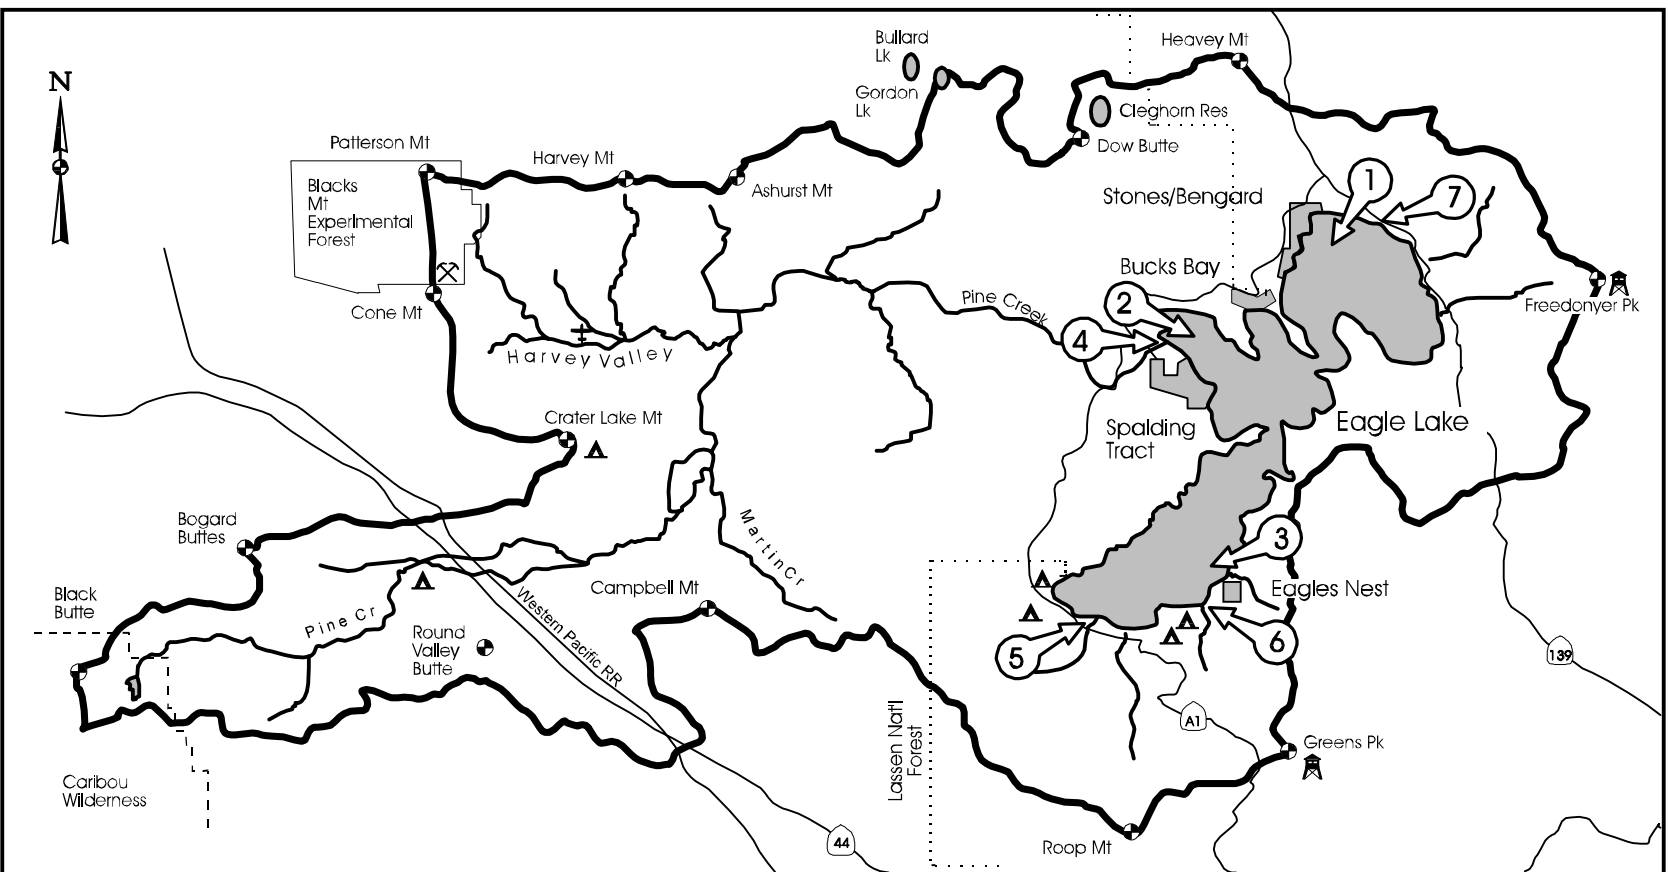 Bullard
Lk
Heavey Mt
N
Gordon
Lk
Cleghorn Res
Patterson Mt
Harvey Mt
Dow Butte
Ashurst Mt
Blacks
Mt
Experimental
Forest
Stones/Bengard
1
7
Bucks Bay
2
Pine Creek
Freedonyer Pk
Cone Mt
4
Harvey Valley
Crater Lake Mt
Spalding
Tract
Eagle Lake
Bogard
Buttes
Martin Cr
3
Black
Butte
Campbell Mt
Eagles Nest
Pine Cr
Western Pacific RR
Round
Valley
Butte
5
6
139
A1
Lassen Nat'l
Forest
Greens Pk
Caribou
Wilderness
44
Roop Mt